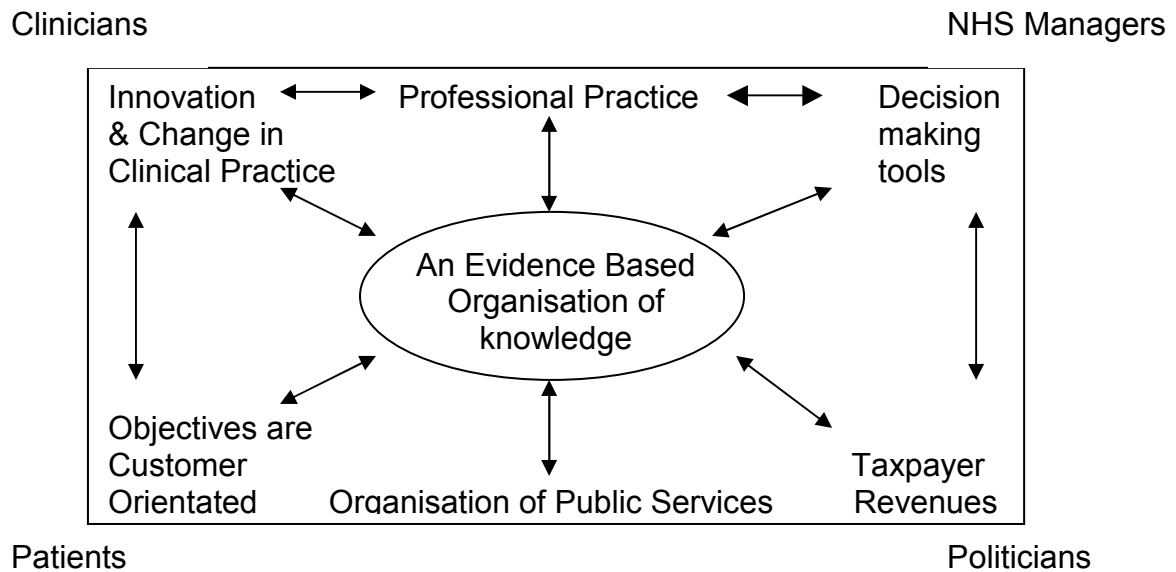 Clinicians
NHS Managers
Innovation
& Change in
Clinical Practice
Professional Practice
Decision
making
tools
An Evidence Based
Organisation of
knowledge
Objectives are
Customer
Orientated
Organisation of Public Services
Taxpayer
Revenues
Patients
Politicians